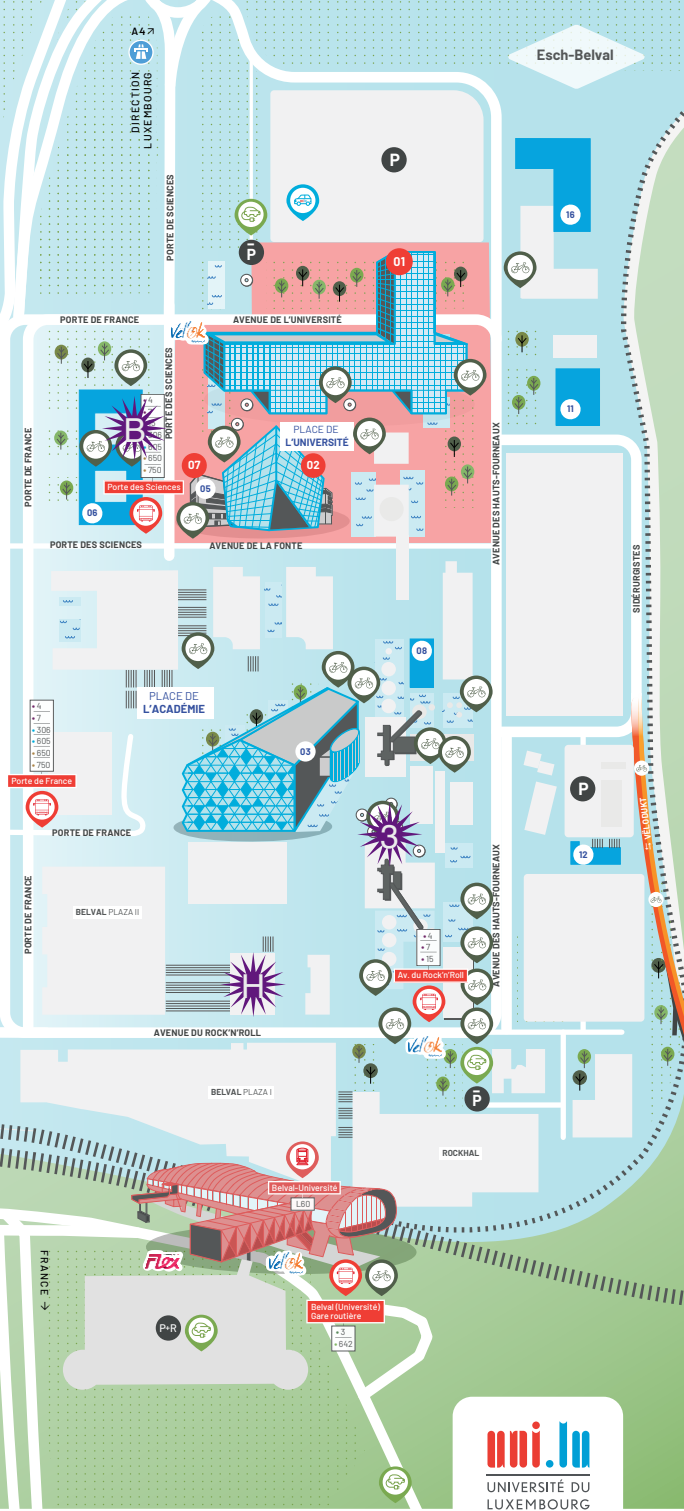 A4
Esch-Belval
DIRECTION
LUXEMBOURG
P
PORTE DE SCIENCES
16
P
01
PORTE DE FRANCE
AVENUE DE L'UNIVERSITÉ
Vel'Ok
PORTE DES SCIENCES
11
PLACE DE
L'UNIVERSITÉ
B
4
605
650
750
PORTE DE FRANCE
AVENUE DES HAUTS-FOURNEAUX
07
02
05
Porte des Sciences
06
PORTE DES SCIENCES
AVENUE DE LA FONTE
SIDÉRURGISTES
08
PLACE DE
L'ACADÉMIE
4
7
306
605
650
750
03
Porte de France
P
PORTE DE FRANCE
3
VÉLODUKT
12
PORTE DE FRANCE
AVENUE DES HAUTS-FOURNEAUX
BELVAL PLAZA II
4
7
15
Av. du Rock'n'Roll
H
AVENUE DU ROCK'N'ROLL
Vel'Ok
BELVAL PLAZA I
P
ROCKHAL
Belval-Université
L60
Flex
Vel'Ok
FRANCE
Belval (Université)
Gare routière
P+R
3
642
uni.lu
UNIVERSITÉ DU
LUXEMBOURG